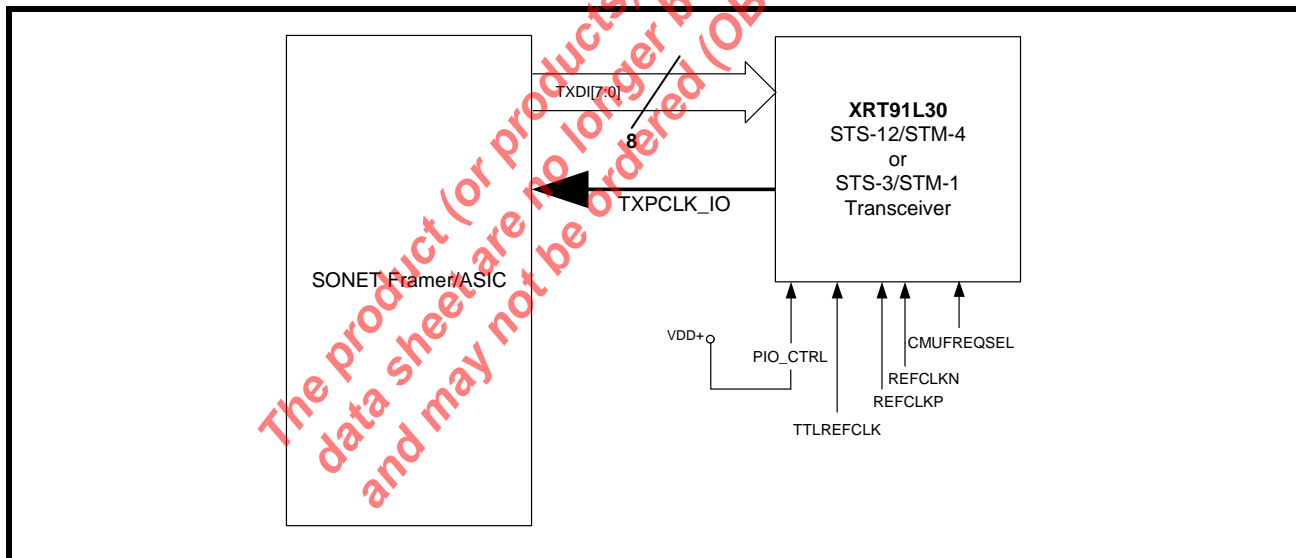 TXDI[7:0]
8
TXPCLK_IO
SONET Framer/ASIC
XRT91L30
STS-12/STM-4
or
STS-3/STM-1
Transceiver
VDD+
PIO_CTRL
CMUFREQSEL
REFCLKN
REFCLKP
TTLREFCLK
The product (or products)
data sheet are no longer b
and may not be ordered (OB